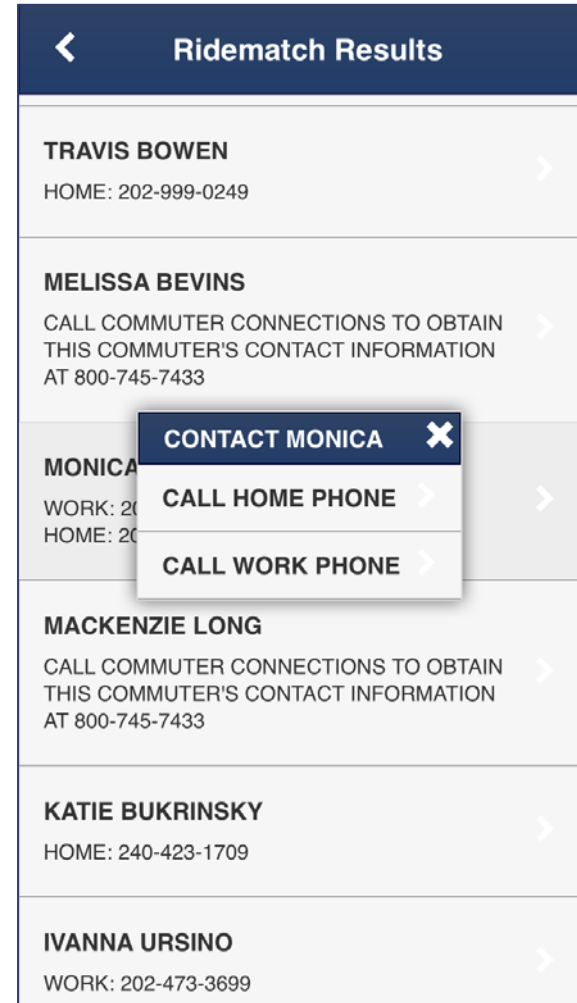 Ridematch Results
TRAVIS BOWEN
HOME: 202-999-0249
MELISSA BEVINS
CALL COMMUTER CONNECTIONS TO OBTAIN
THIS COMMUTER'S CONTACT INFORMATION
AT 800-745-7433
CONTACT MONICA
CALL HOME PHONE
CALL WORK PHONE
MONICA
WORK: 20
HOME: 20
MACKENZIE LONG
CALL COMMUTER CONNECTIONS TO OBTAIN
THIS COMMUTER'S CONTACT INFORMATION
AT 800-745-7433
KATIE BUKRINSKY
HOME: 240-423-1709
IVANNA URSINO
WORK: 202-473-3699